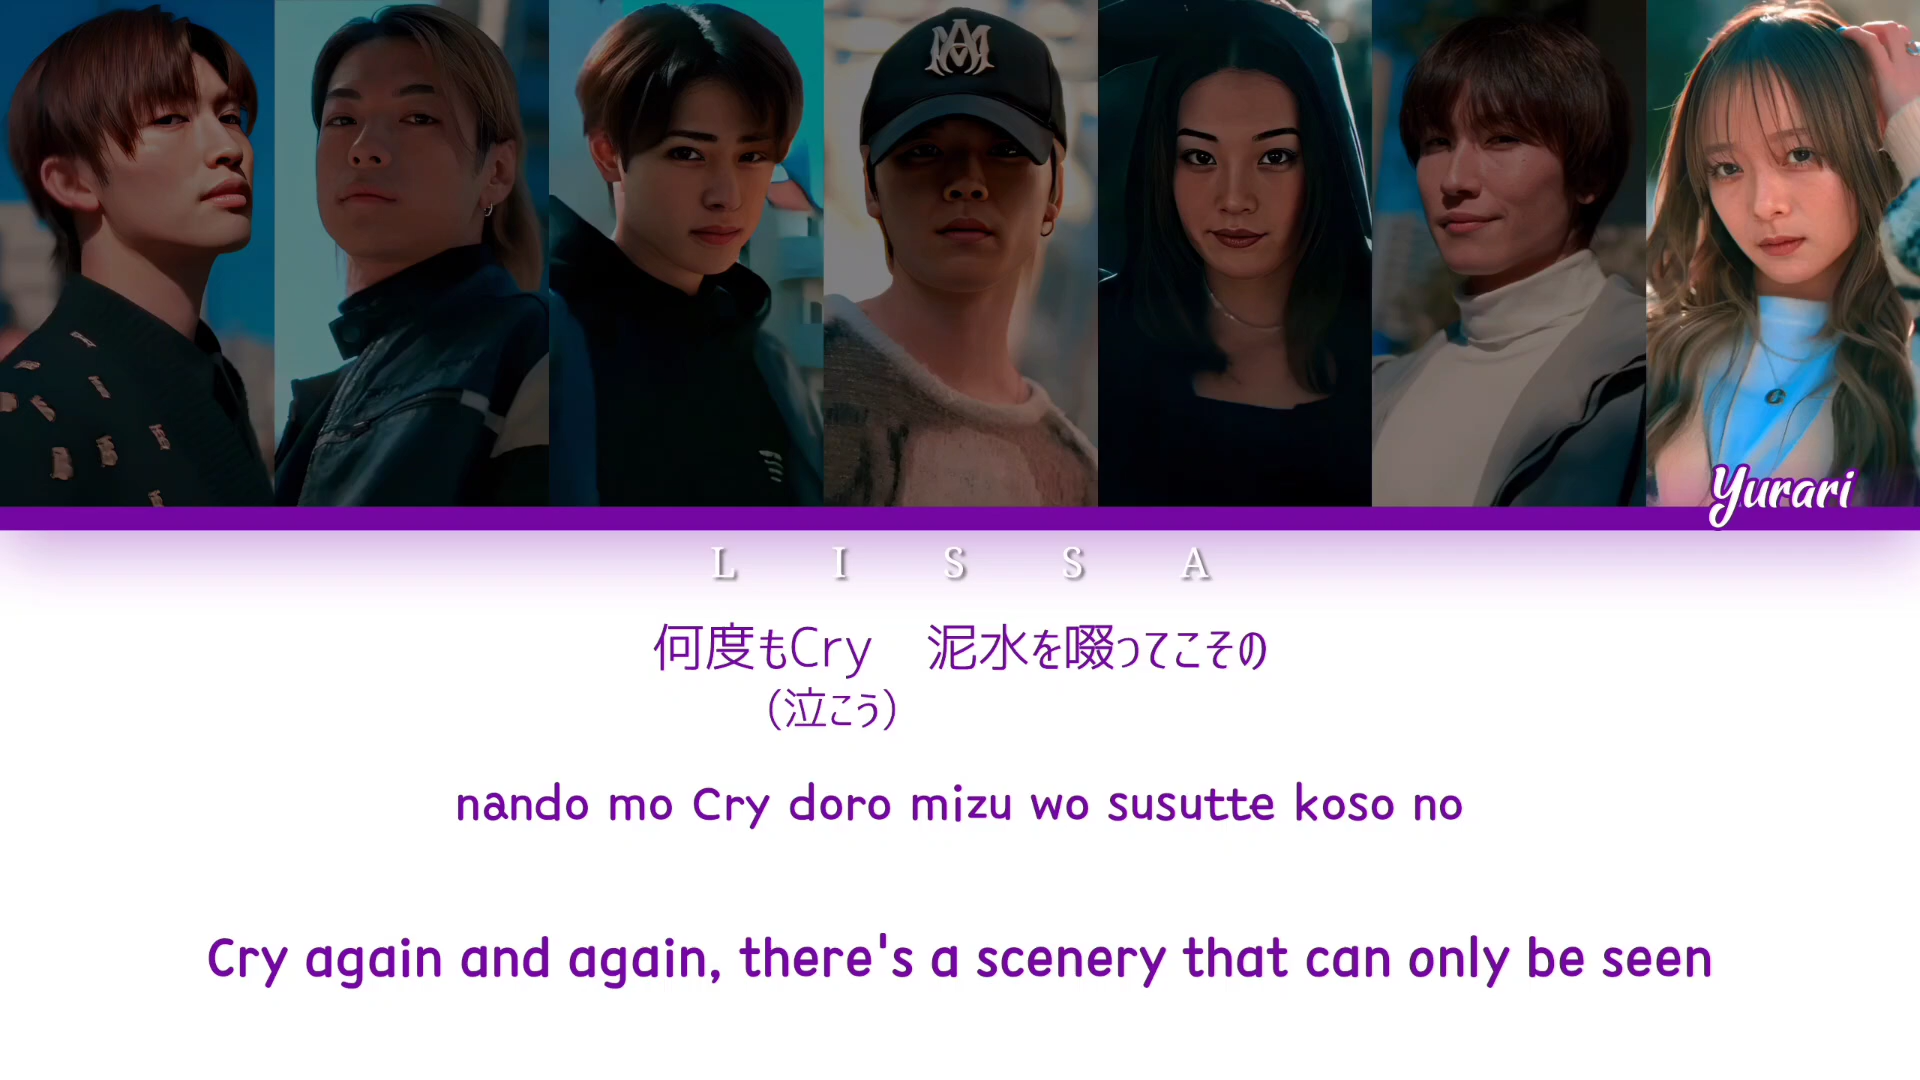 Yurari
L I S S A
何度もCry　泥水を啜ってこその
（泣こう）
nando mo Cry doro mizu wo susutte koso no
Cry again and again, there's a scenery that can only be seen